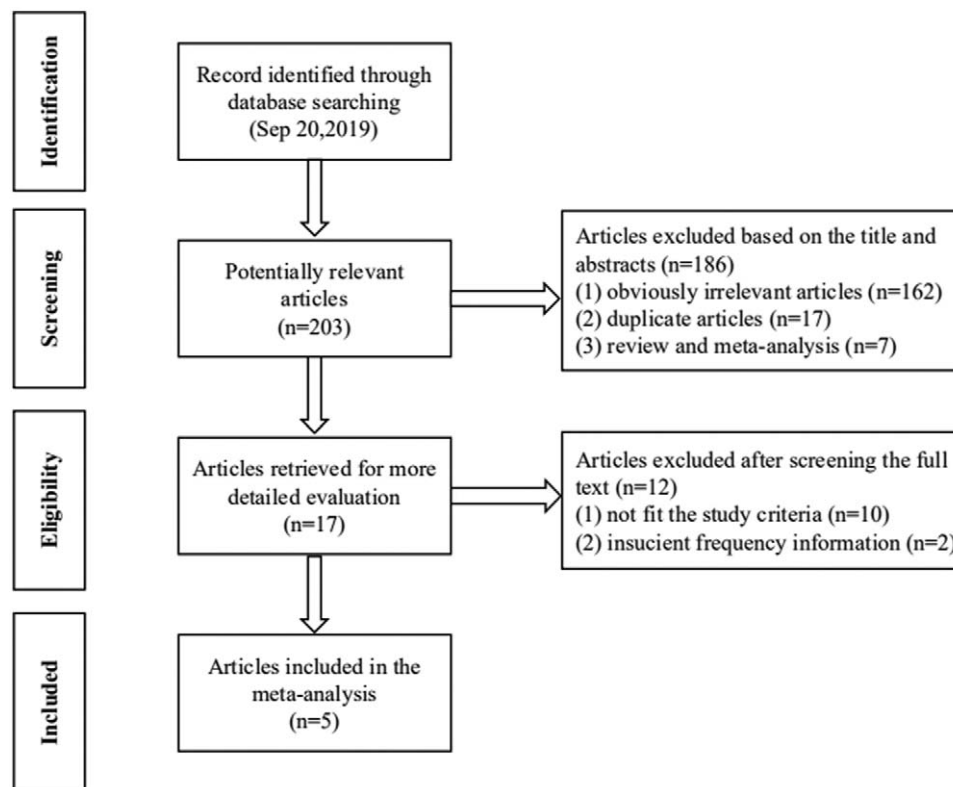 Identification
Record identified through
database searching
(Sep 20,2019)
Screening
Potentially relevant
articles
(n=203)
Articles excluded based on the title and
abstracts (n=186)
(1) obviously irrelevant articles (n=162)
(2) duplicate articles (n=17)
(3) review and meta-analysis (n=7)
Eligibility
Articles retrieved for more
detailed evaluation
(n=17)
Articles excluded after screening the full
text (n=12)
(1) not fit the study criteria (n=10)
(2) insucient frequency information (n=2)
Included
Articles included in the
meta-analysis
(n=5)